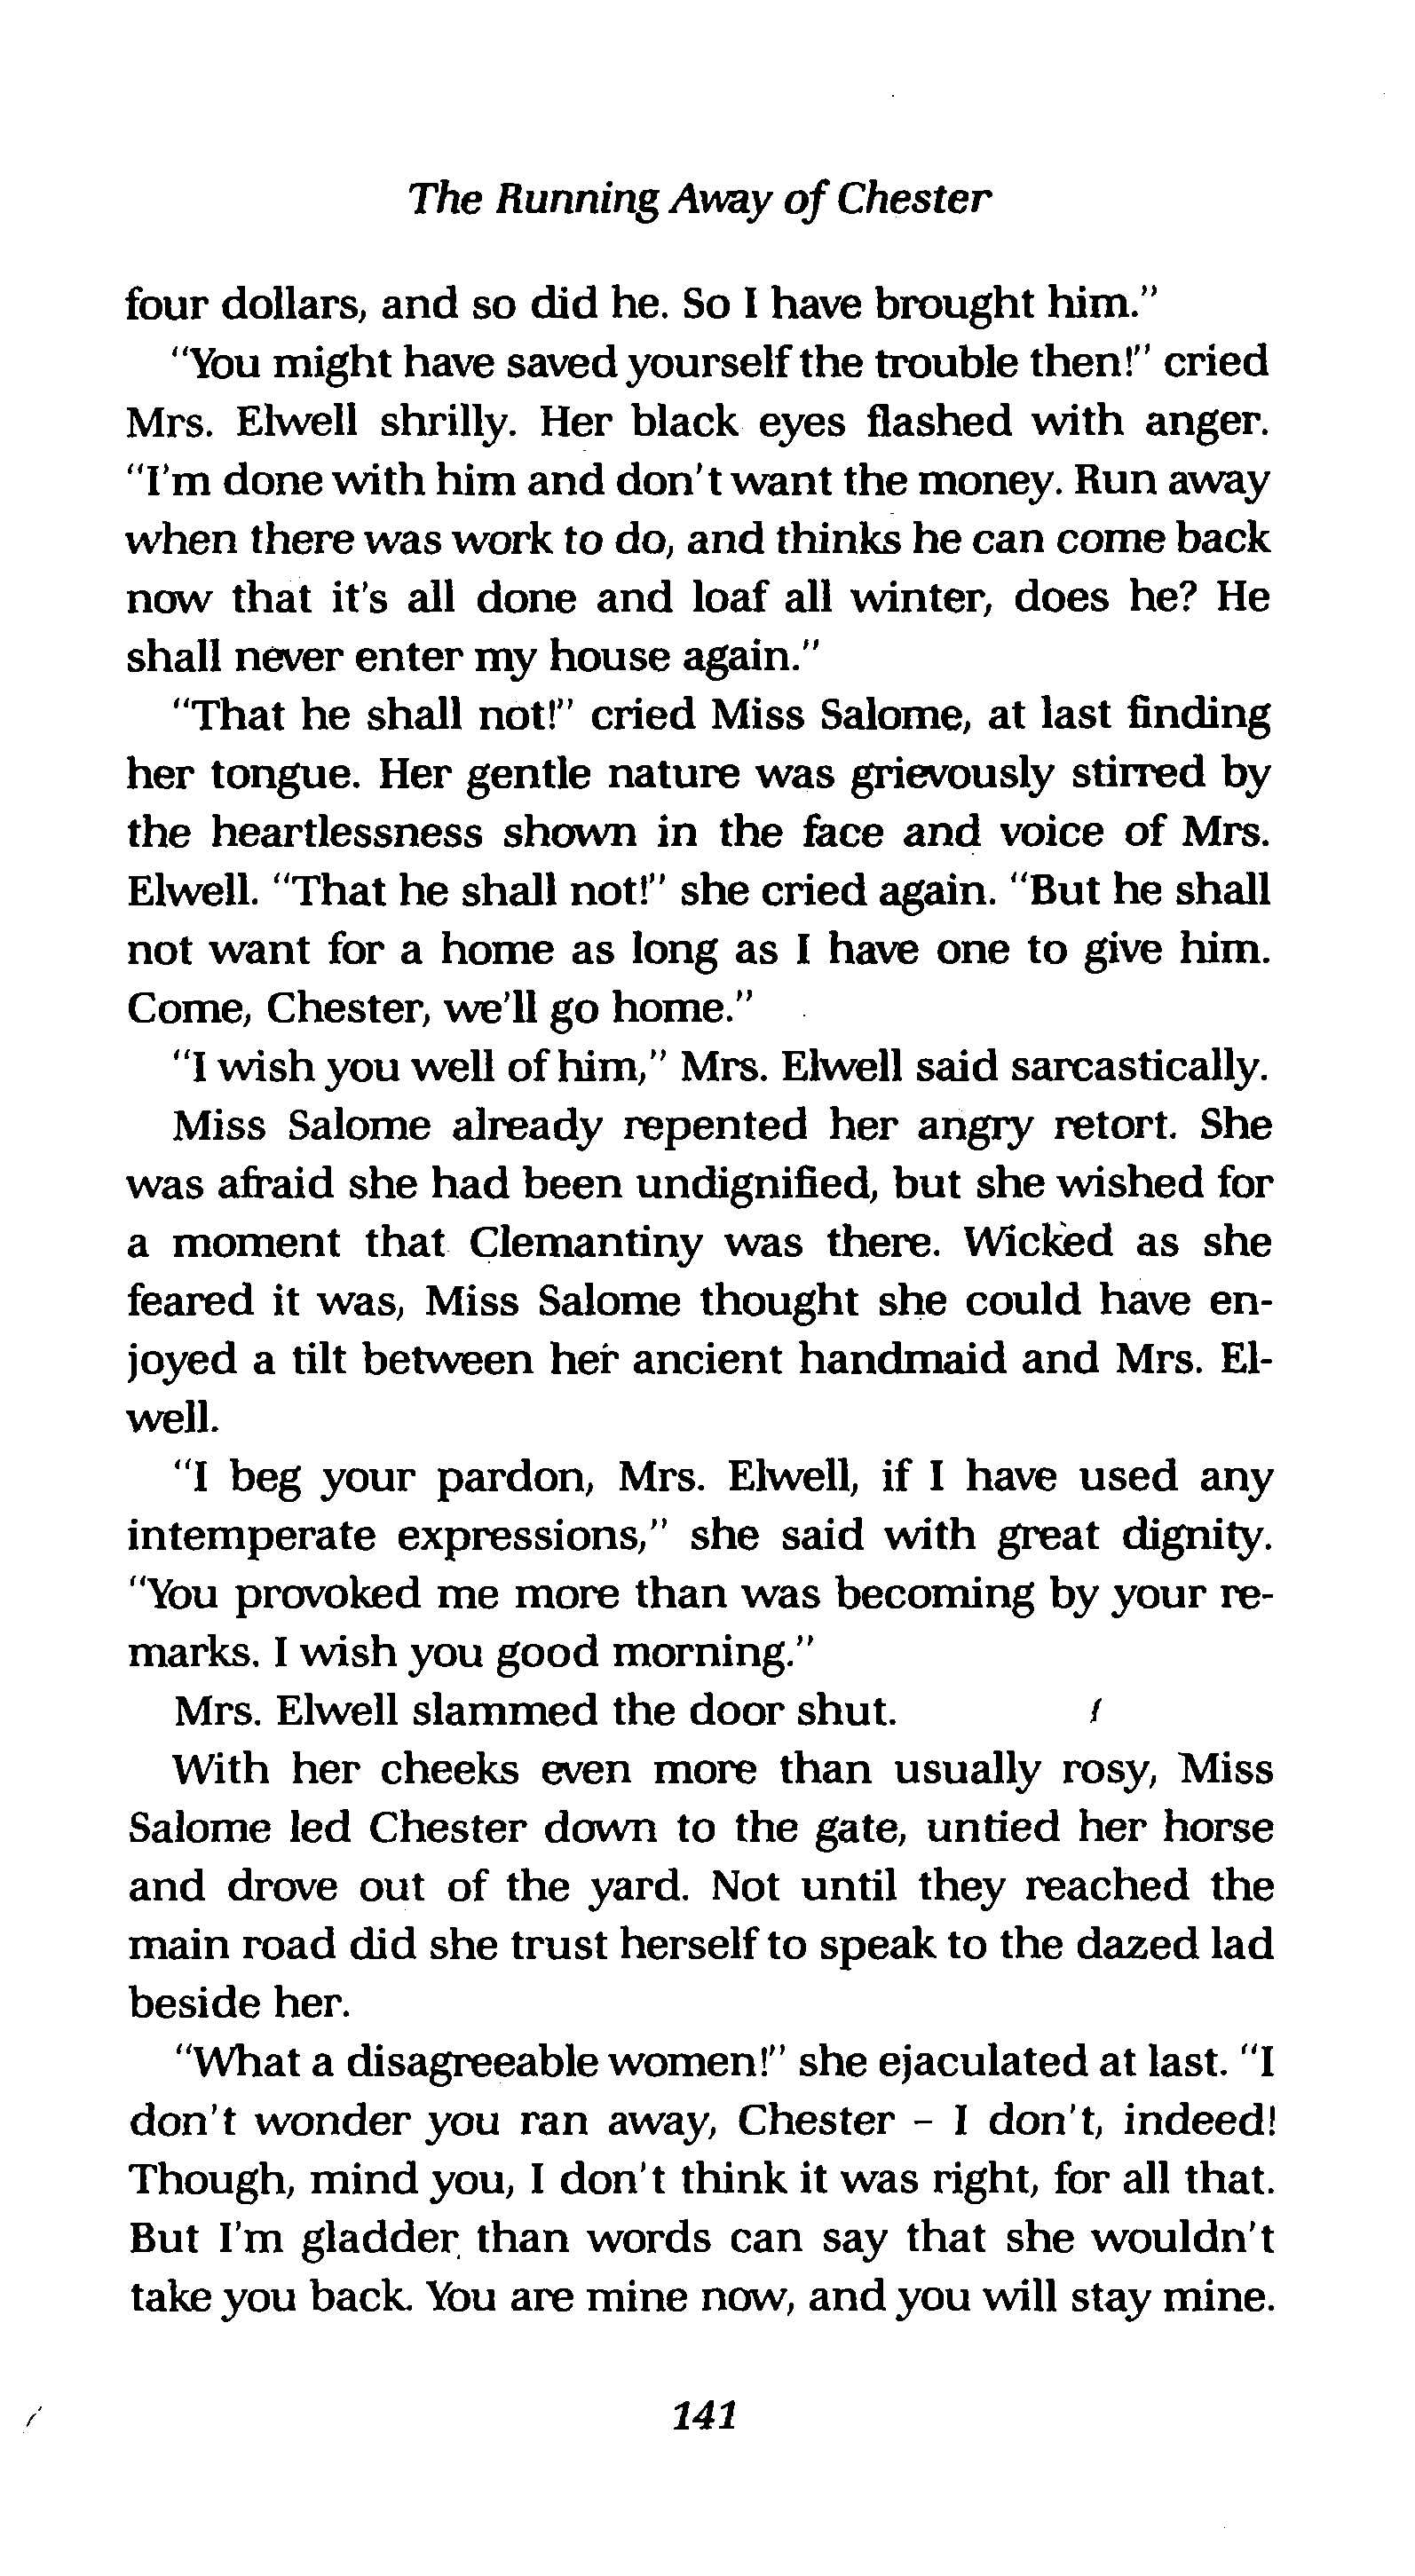 The Running Away of Chester
four dollars, and so did he. So I have brought him."
"You might have saved yourself the trouble then!" cried
Mrs. Elwell shrilly. Her black eyes flashed with anger.
"I'm done with him and don't want the money. Run away
when there was work to do, and thinks he can come back
now that it's all done and loaf all winter, does he? He
shall never enter my house again."
"That he shall not!" cried Miss Salome, at last finding
her tongue. Her gentle nature was grievously stirred by
the heartlessness shown in the face and voice of Mrs.
Elwell. "That he shall not!" she cried again. "But he shall
not want for a home as long as I have one to give him.
Come, Chester, we'll go home."
"I wish you well of him," Mrs. Elwell said sarcastically.
Miss Salome already repented her angry retort. She
was afraid she had been undignified, but she wished for
a moment that Clemantiny was there. Wicked as she
feared it was, Miss Salome thought she could have en-
joyed a tilt between her ancient handmaid and Mrs. El-
well.
"I beg your pardon, Mrs. Elwell, if I have used any
intemperate expressions," she said with great dignity.
"You provoked me more than was becoming by your re-
marks. I wish you good morning."
Mrs. Elwell slammed the door shut.
With her cheeks even more than usually rosy, Miss
Salome led Chester down to the gate, untied her horse
and drove out of the yard. Not until they reached the
main road did she trust herself to speak to the dazed lad
beside her.
"What a disagreeable women!" she ejaculated at last. "I
don't wonder you ran away, Chester – I don't, indeed!
Though, mind you, I don't think it was right, for all that.
But I'm gladder than words can say that she wouldn't
take you back. You are mine now, and you will stay mine.
141